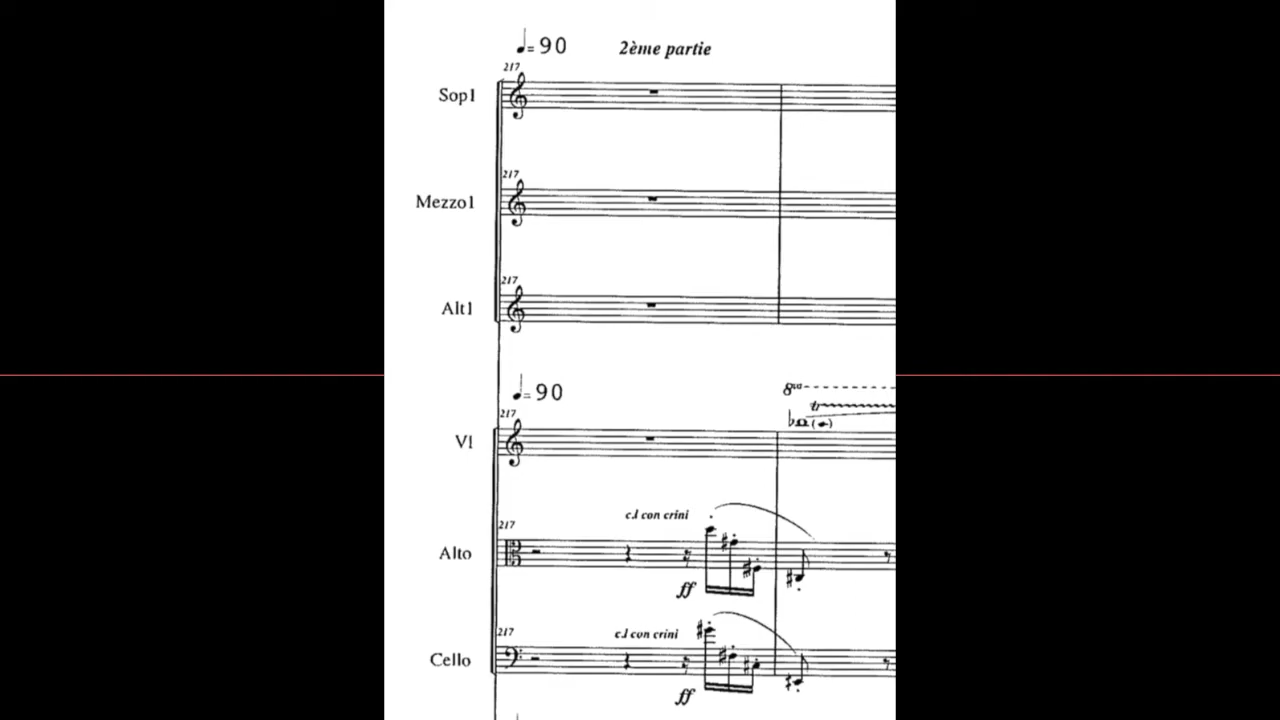 ♩= 90 2ème partie
217
Sop1
217
Mezzo1
217
Alt1
♩= 90
8va
217
tr
Vl
c.l con crini
217
Alto
ff
c.l con crini
217
Cello
ff